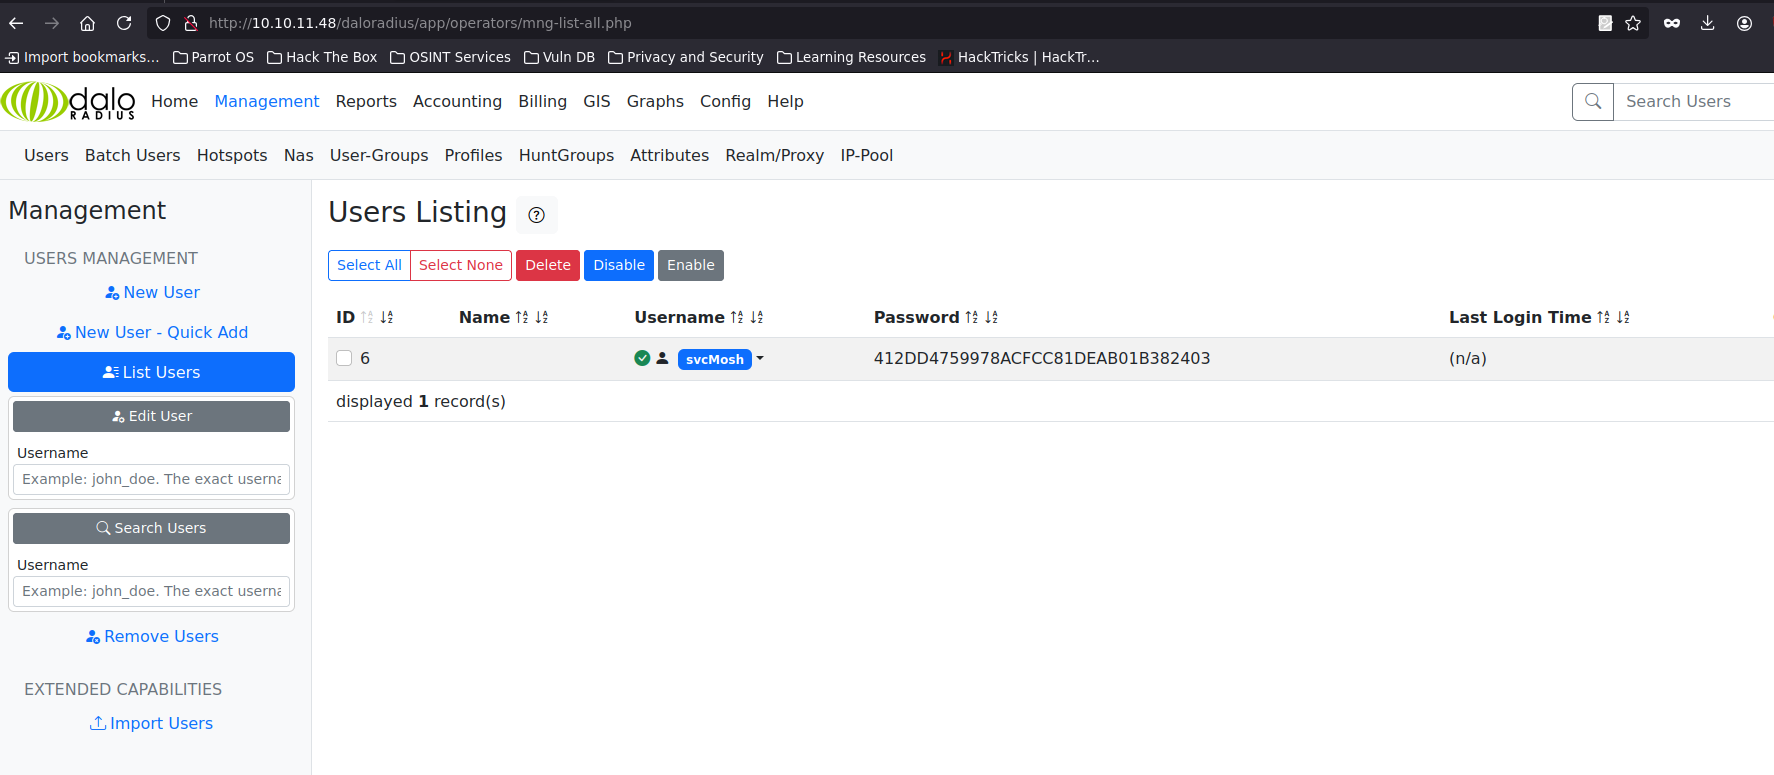 http://10.10.11.48/daloradius/app/operators/mng-list-all.php
Import bookmarks... Parrot OS Hack The Box OSINT Services Vuln DB Privacy and Security Learning Resources HackTricks | HackTr...
dalo RADIUS Home Management Reports Accounting Billing GIS Graphs Config Help Search Users
Users Batch Users Hotspots Nas User-Groups Profiles HuntGroups Attributes Realm/Proxy IP-Pool
Management
Users Listing
USERS MANAGEMENT
New User
New User - Quick Add
List Users
Edit User
Username
Example: john_doe. The exact userna
Search Users
Username
Example: john_doe. The exact userna
Remove Users
EXTENDED CAPABILITIES
Import Users
Select All Select None Delete Disable Enable
ID Name Username Password Last Login Time
6 svcMosh 412DD4759978ACFCC81DEAB01B382403 (n/a)
displayed 1 record(s)